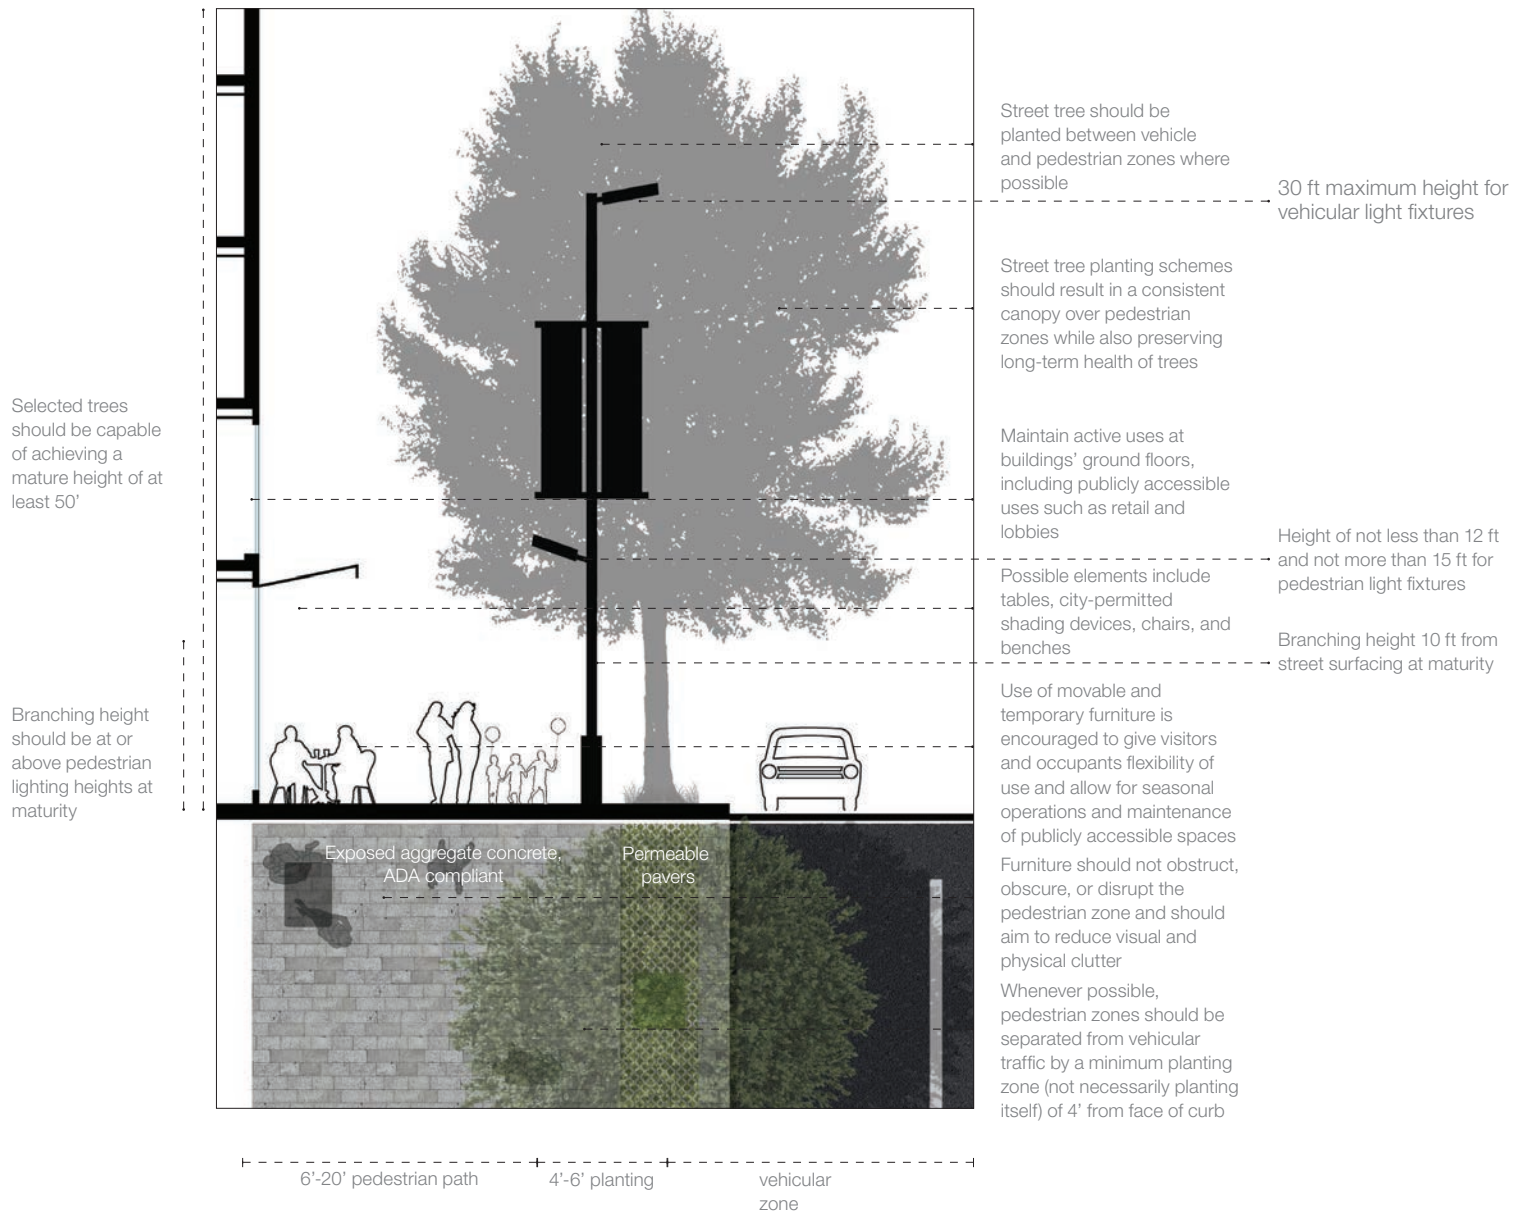 Street tree should be
planted between vehicle
and pedestrian zones where
possible
30 ft maximum height for
vehicular light fixtures
Street tree planting schemes
should result in a consistent
canopy over pedestrian
zones while also preserving
long-term health of trees
Selected trees
should be capable
of achieving a
mature height of at
least 50’
Maintain active uses at
buildings’ ground floors,
including publicly accessible
uses such as retail and
lobbies
Height of not less than 12 ft
and not more than 15 ft for
pedestrian light fixtures
Possible elements include
tables, city-permitted
shading devices, chairs, and
benches
Branching height 10 ft from
street surfacing at maturity
Branching height
should be at or
above pedestrian
lighting heights at
maturity
Use of movable and
temporary furniture is
encouraged to give visitors
and occupants flexibility of
use and allow for seasonal
operations and maintenance
of publicly accessible spaces
Exposed aggregate concrete,
ADA compliant
Permeable
pavers
Furniture should not obstruct,
obscure, or disrupt the
pedestrian zone and should
aim to reduce visual and
physical clutter
Whenever possible,
pedestrian zones should be
separated from vehicular
traffic by a minimum planting
zone (not necessarily planting
itself) of 4’ from face of curb
6’-20’ pedestrian path
4’-6’ planting
vehicular
zone